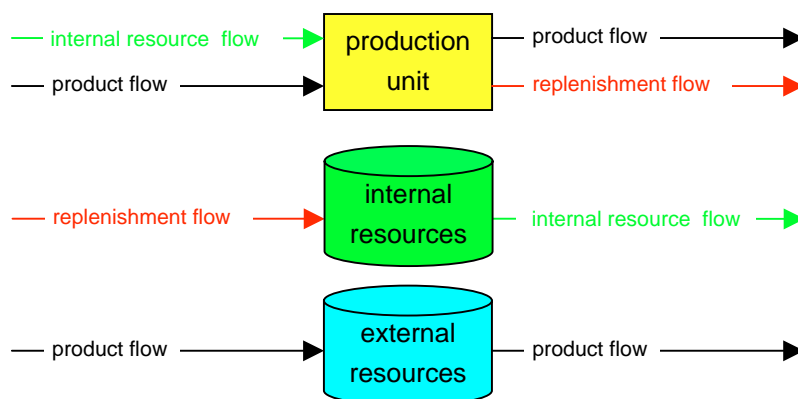 internal resource flow
product flow
production
unit
product flow
replenishment flow
replenishment flow
internal
resources
internal resource flow
product flow
external
resources
product flow